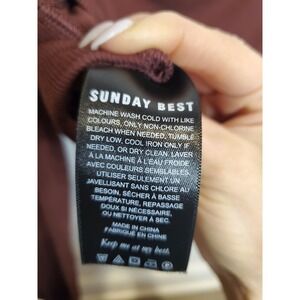 SUNDAY BEST
MACHINE WASH COLD WITH LIKE
COLOURS, ONLY NON-CHLORINE
BLEACH WHEN NEEDED, TUMBLE
DRY LOW, COOL IRON ONLY IF
NEEDED, OR DRY CLEAN. LAVER
À LA MACHINE À L'EAU FROIDE
AVEC COULEURS SEMBLABLES.
UTILISER SEULEMENT UN
JAVELLISANT SANS CHLORE AU
BESOIN, SÉCHER À BASSE
TEMPÉRATURE, REPASSAGE
DOUX SI NÉCESSAIRE,
OU NETTOYER À SEC.
MADE IN CHINA
FABRIQUÉ EN CHINE
Keep me at my best.